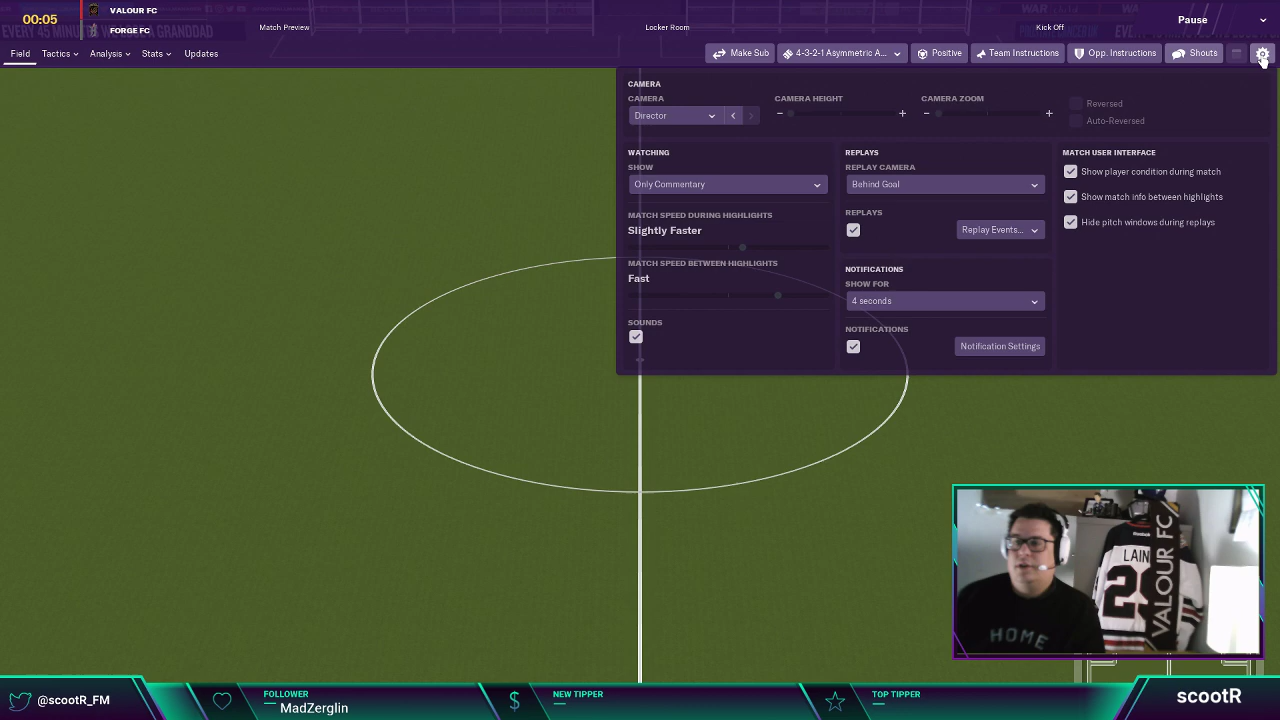 00:05
VALOUR FC
FORGE FC
Match Preview
Locker Room
Kick Off
Pause
Field
Tactics
Analysis
Stats
Updates
Make Sub
4-3-2-1 Asymmetric A...
Positive
Team Instructions
Opp. Instructions
Shouts
CAMERA
CAMERA
Director
CAMERA HEIGHT
CAMERA ZOOM
Reversed
Auto-Reversed
WATCHING
SHOW
Only Commentary
MATCH SPEED DURING HIGHLIGHTS
Slightly Faster
MATCH SPEED BETWEEN HIGHLIGHTS
Fast
SOUNDS
REPLAYS
REPLAY CAMERA
Behind Goal
REPLAYS
Replay Events...
NOTIFICATIONS
SHOW FOR
4 seconds
NOTIFICATIONS
Notification Settings
MATCH USER INTERFACE
Show player condition during match
Show match info between highlights
Hide pitch windows during replays
LAIN
2
VALOUR FC
HOME
@scootR_FM
FOLLOWER
MadZerglin
NEW TIPPER
TOP TIPPER
scootR